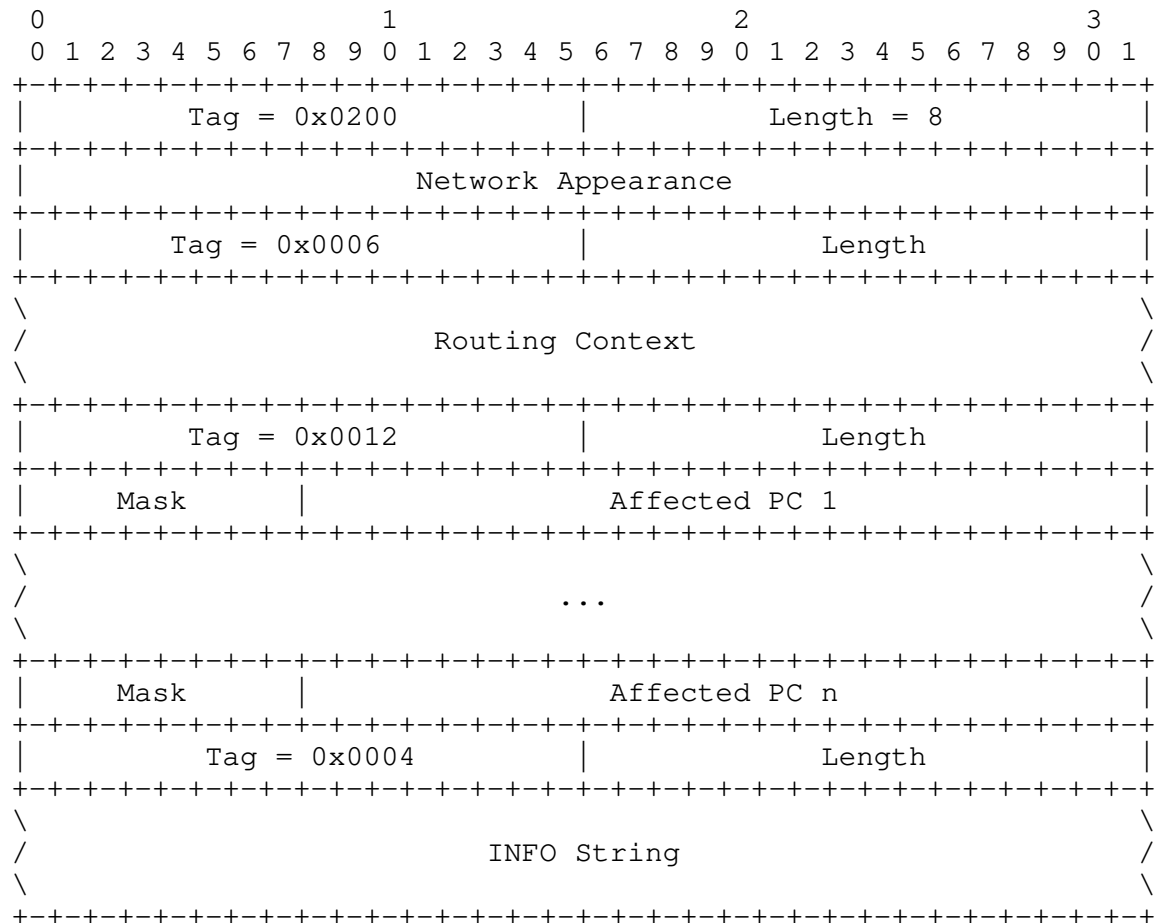 0                   1                   2                   3
 0 1 2 3 4 5 6 7 8 9 0 1 2 3 4 5 6 7 8 9 0 1 2 3 4 5 6 7 8 9 0 1
+-+-+-+-+-+-+-+-+-+-+-+-+-+-+-+-+-+-+-+-+-+-+-+-+-+-+-+-+-+-+-+-+
|         Tag = 0x0200          |          Length = 8           |
+-+-+-+-+-+-+-+-+-+-+-+-+-+-+-+-+-+-+-+-+-+-+-+-+-+-+-+-+-+-+-+-+
|                      Network Appearance                       |
+-+-+-+-+-+-+-+-+-+-+-+-+-+-+-+-+-+-+-+-+-+-+-+-+-+-+-+-+-+-+-+-+
|        Tag = 0x0006           |             Length            |
+-+-+-+-+-+-+-+-+-+-+-+-+-+-+-+-+-+-+-+-+-+-+-+-+-+-+-+-+-+-+-+-+
\                                                               \
/                       Routing Context                         /
\                                                               \
+-+-+-+-+-+-+-+-+-+-+-+-+-+-+-+-+-+-+-+-+-+-+-+-+-+-+-+-+-+-+-+-+
|         Tag = 0x0012          |             Length            |
+-+-+-+-+-+-+-+-+-+-+-+-+-+-+-+-+-+-+-+-+-+-+-+-+-+-+-+-+-+-+-+-+
|     Mask      |                 Affected PC 1                 |
+-+-+-+-+-+-+-+-+-+-+-+-+-+-+-+-+-+-+-+-+-+-+-+-+-+-+-+-+-+-+-+-+
\                                                               \
/                              ...                              /
\                                                               \
+-+-+-+-+-+-+-+-+-+-+-+-+-+-+-+-+-+-+-+-+-+-+-+-+-+-+-+-+-+-+-+-+
|     Mask      |                 Affected PC n                 |
+-+-+-+-+-+-+-+-+-+-+-+-+-+-+-+-+-+-+-+-+-+-+-+-+-+-+-+-+-+-+-+-+
|          Tag = 0x0004         |             Length            |
+-+-+-+-+-+-+-+-+-+-+-+-+-+-+-+-+-+-+-+-+-+-+-+-+-+-+-+-+-+-+-+-+
\                                                               \
/                          INFO String                          /
\                                                               \
+-+-+-+-+-+-+-+-+-+-+-+-+-+-+-+-+-+-+-+-+-+-+-+-+-+-+-+-+-+-+-+-+